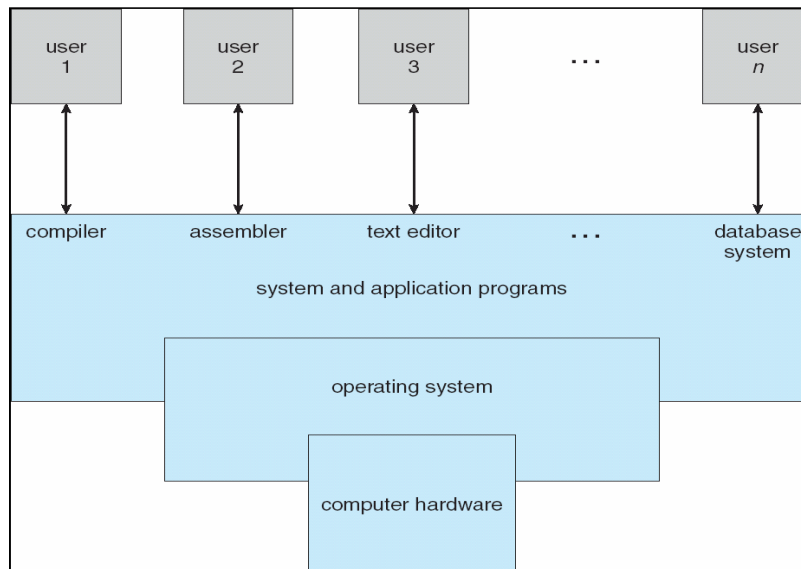 user
1
user
2
user
3
...
user
n
compiler
assembler
text editor
...
database
system
system and application programs
operating system
computer hardware